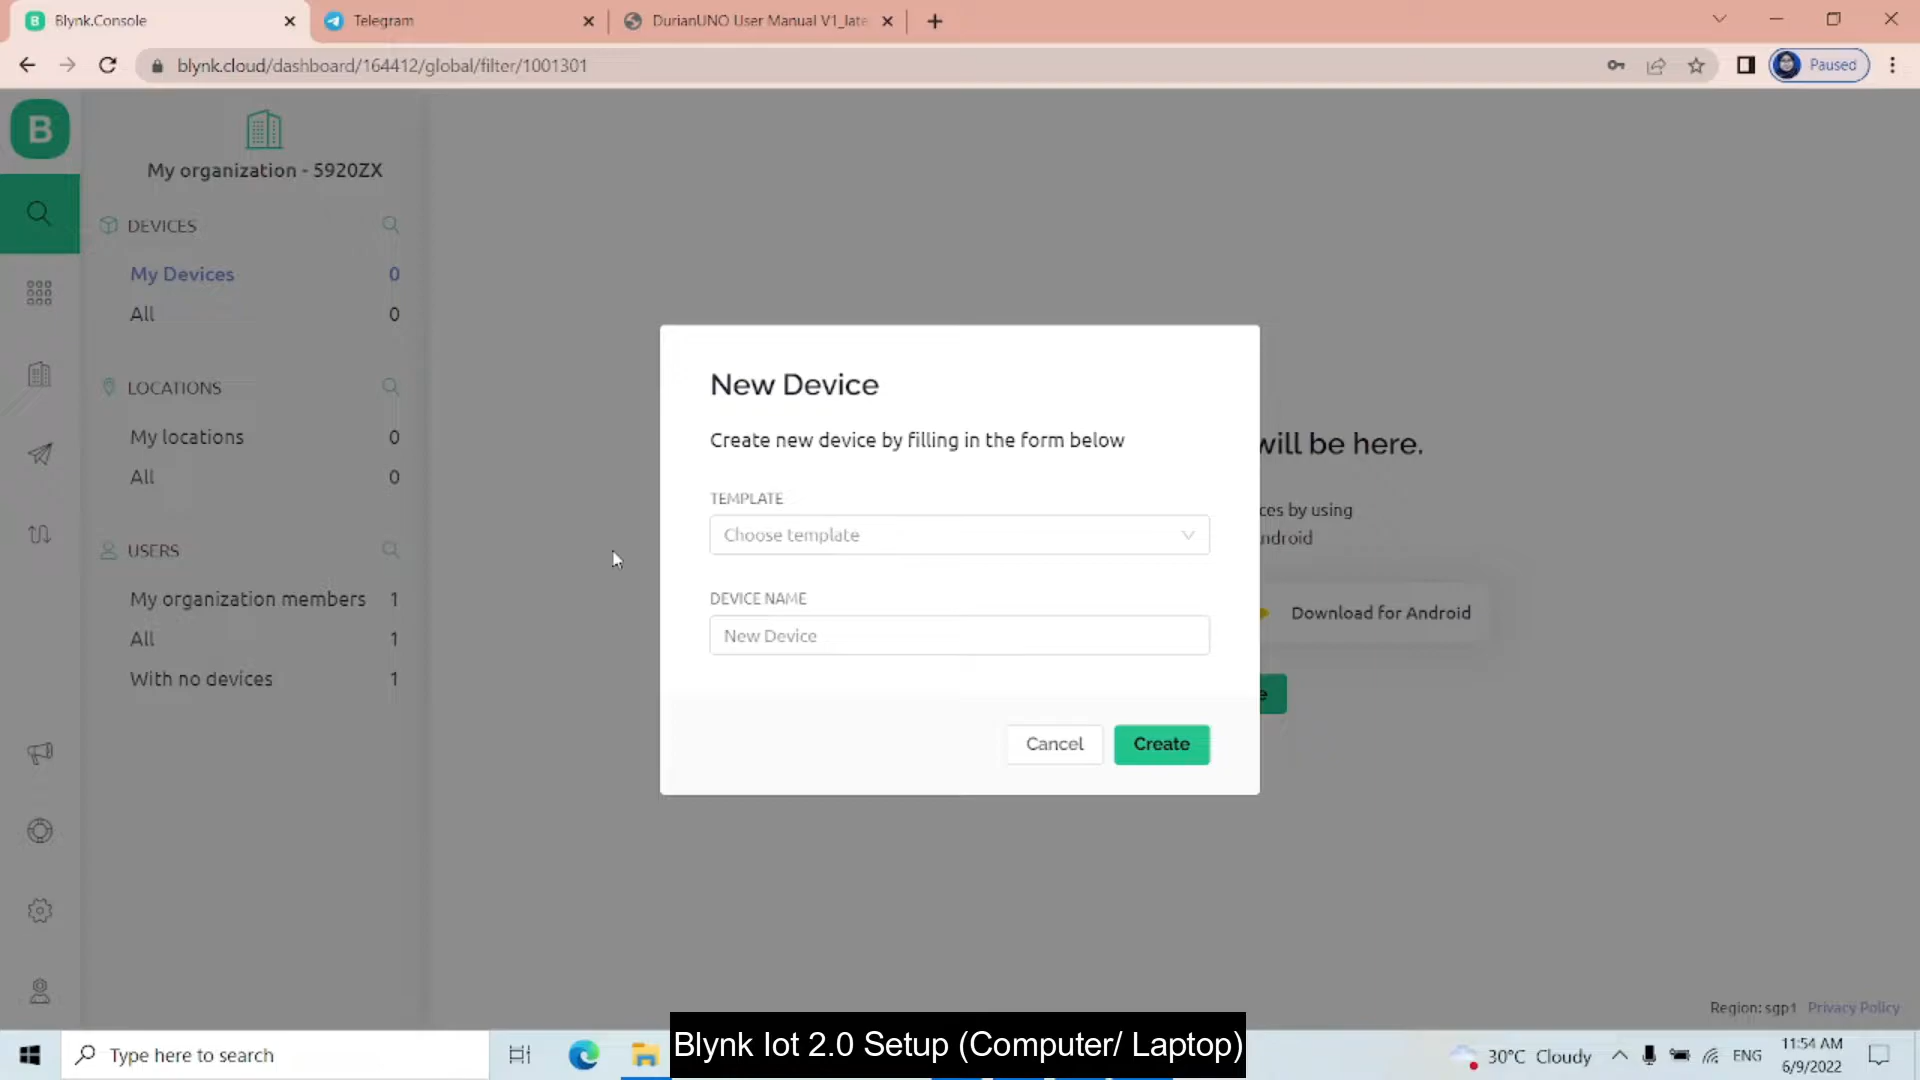 Blynk.Console
Telegram
DurianUNO User Manual V1_late
blynk.cloud/dashboard/164412/global/filter/1001301
Paused
B
My organization - 5920ZX
DEVICES
My Devices 0
All 0
LOCATIONS
My locations 0
All 0
USERS
My organization members 1
All 1
With no devices 1
New Device
Create new device by filling in the form below
TEMPLATE
Choose template
DEVICE NAME
New Device
Cancel
Create
will be here.
ces by using
ndroid
Download for Android
e
Region: sgp1 Privacy Policy
Type here to search
Blynk Iot 2.0 Setup (Computer/ Laptop)
30°C Cloudy
ENG
11:54 AM
6/9/2022